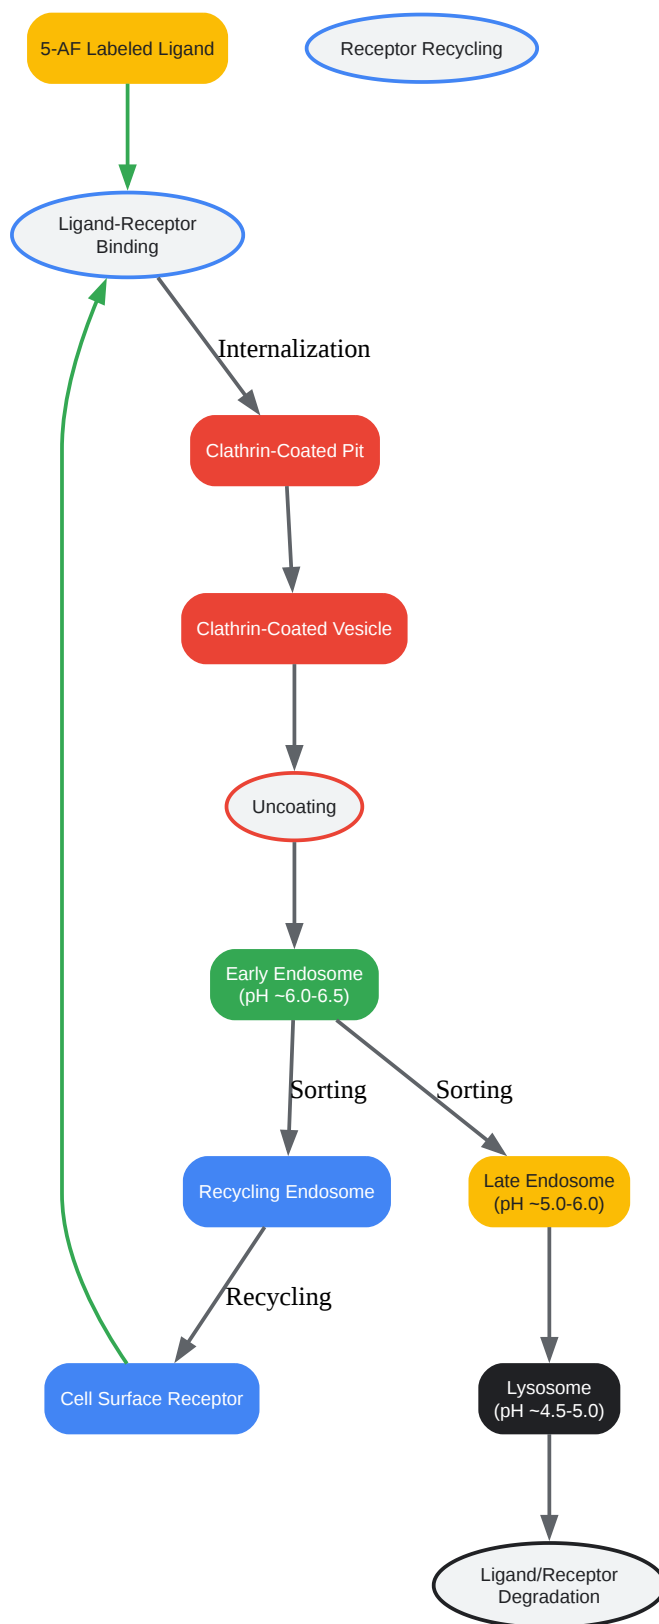 5-AF Labeled Ligand
Receptor Recycling
Ligand-Receptor
Binding
Internalization
Clathrin-Coated Pit
Clathrin-Coated Vesicle
Uncoating
Early Endosome
(pH ~6.0-6.5)
Sorting
Sorting
Recycling Endosome
Late Endosome
(pH ~5.0-6.0)
Recycling
Cell Surface Receptor
Lysosome
(pH ~4.5-5.0)
Ligand/Receptor
Degradation